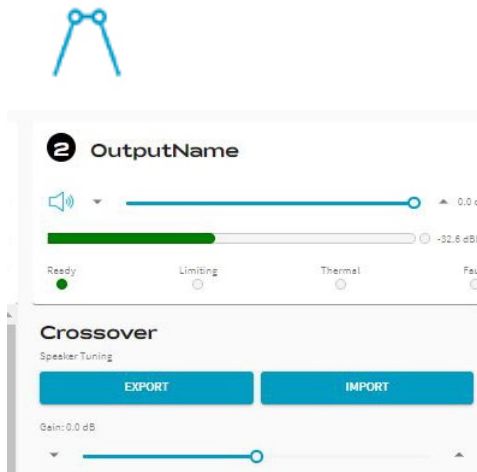 2 OutputName
0.0 d
-32.6 dB
Ready Limiting Thermal Fau
Crossover
Speaker Tuning
EXPORT IMPORT
Gain: 0.0 dB